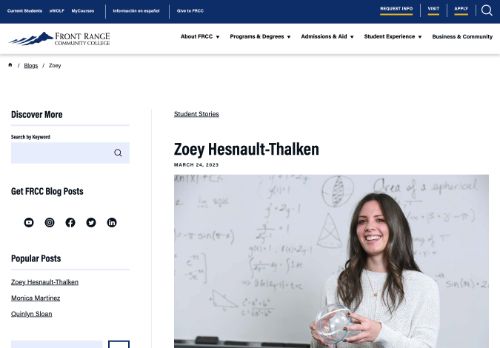 Current Students eWOLF MyCourses Información en español Give to FRCC REQUEST INFO VISIT APPLY
FRONT RANGE
COMMUNITY COLLEGE
About FRCC ▼ Programs & Degrees ▼ Admissions & Aid ▼ Student Experience ▼ Business & Community
/ Blogs / Zoey
Discover More
Search by Keyword
Get FRCC Blog Posts
Popular Posts
Zoey Hesnault-Thalken
Monica Martinez
Quinlyn Sloan
Student Stories
Zoey Hesnault-Thalken
MARCH 24, 2023
Area of a spherical